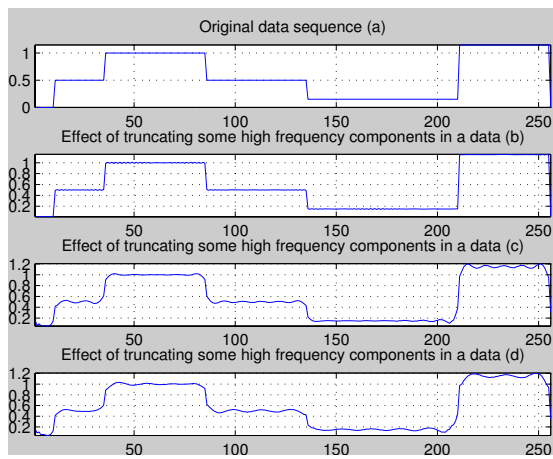 Original data sequence (a)
1
0.5
0
50 100 150 200 250
Effect of truncating some high frequency components in a data (b)
1
0.8
0.6
0.4
0.2
50 100 150 200 250
Effect of truncating some high frequency components in a data (c)
1.2
1
0.8
0.6
0.4
0.2
50 100 150 200 250
Effect of truncating some high frequency components in a data (d)
1.2
1
0.8
0.6
0.4
0.2
50 100 150 200 250